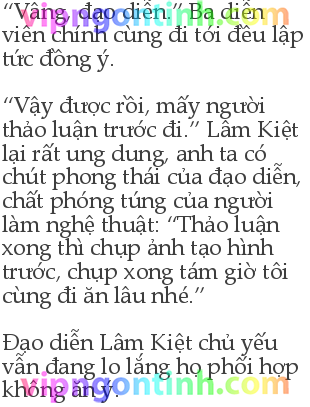 “Vâng, đạo diễn.” Ba diễn
viên chính cùng đi tới đều lập
tức đồng ý.
“Vậy được rồi, mấy người
thảo luận trước đi.” Lâm Kiệt
lại rất ung dung, anh ta có
chút phong thái của đạo diễn,
chất phóng túng của người
làm nghệ thuật: “Thảo luận
xong thì chụp ảnh tạo hình
trước, chụp xong tám giờ tôi
cùng đi ăn lâu nhé.”
Đạo diễn Lâm Kiệt chủ yếu
vẫn đang lo lắng họ phối hợp
không ăn ý.
vipngontinh.com
vipngontinh.com